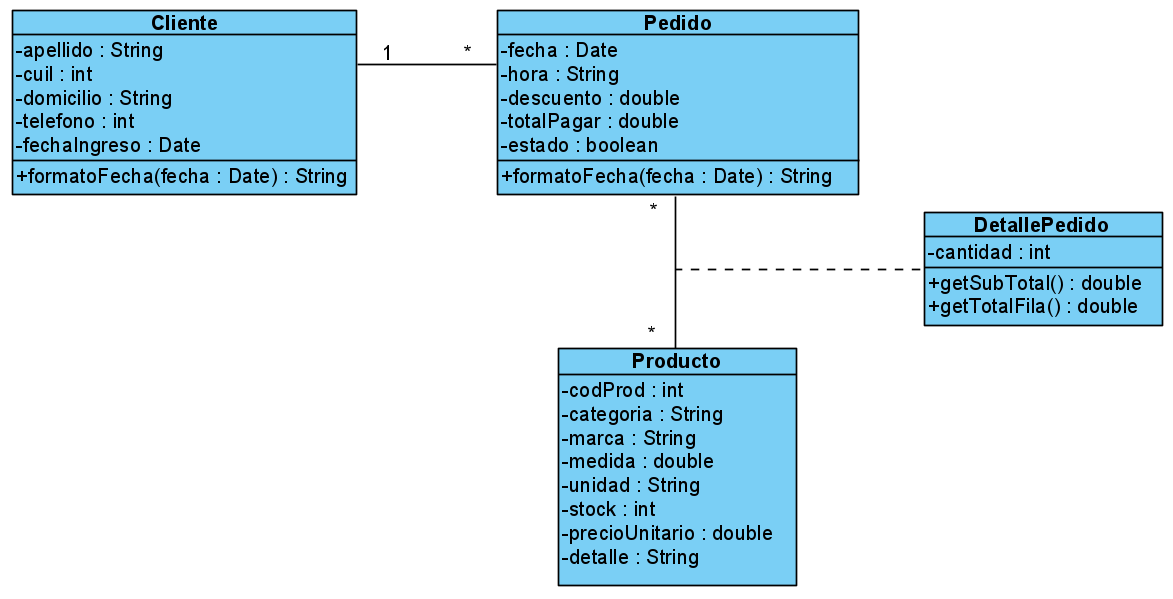 Cliente
-apellido : String
-cuil : int
-domicilio : String
-telefono : int
-fechaIngreso : Date
+formatoFecha(fecha : Date) : String
1
*
Pedido
-fecha : Date
-hora : String
-descuento : double
-totalPagar : double
-estado : boolean
+formatoFecha(fecha : Date) : String
*
DetallePedido
-cantidad : int
+getSubTotal() : double
+getTotalFila() : double
*
Producto
-codProd : int
-categoria : String
-marca : String
-medida : double
-unidad : String
-stock : int
-precioUnitario : double
-detalle : String